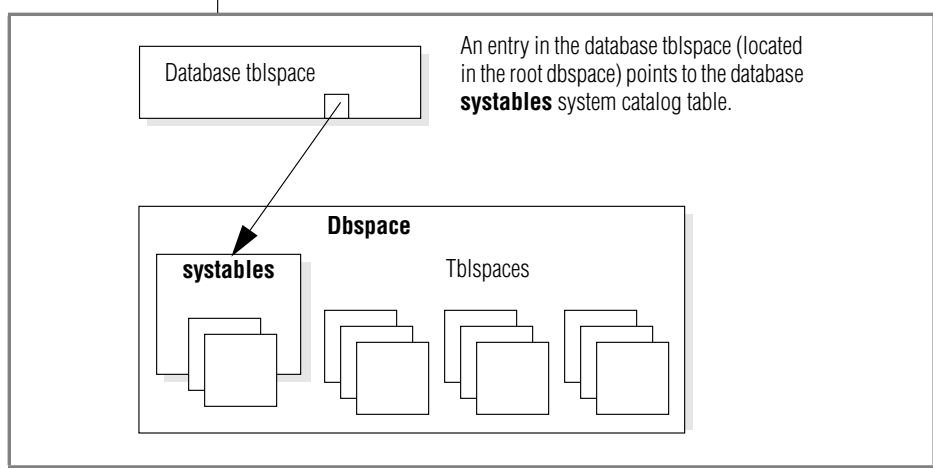 Database tblspace
An entry in the database tblspace (located
in the root dbspace) points to the database
systables system catalog table.
Dbspace
systables
Tblspaces